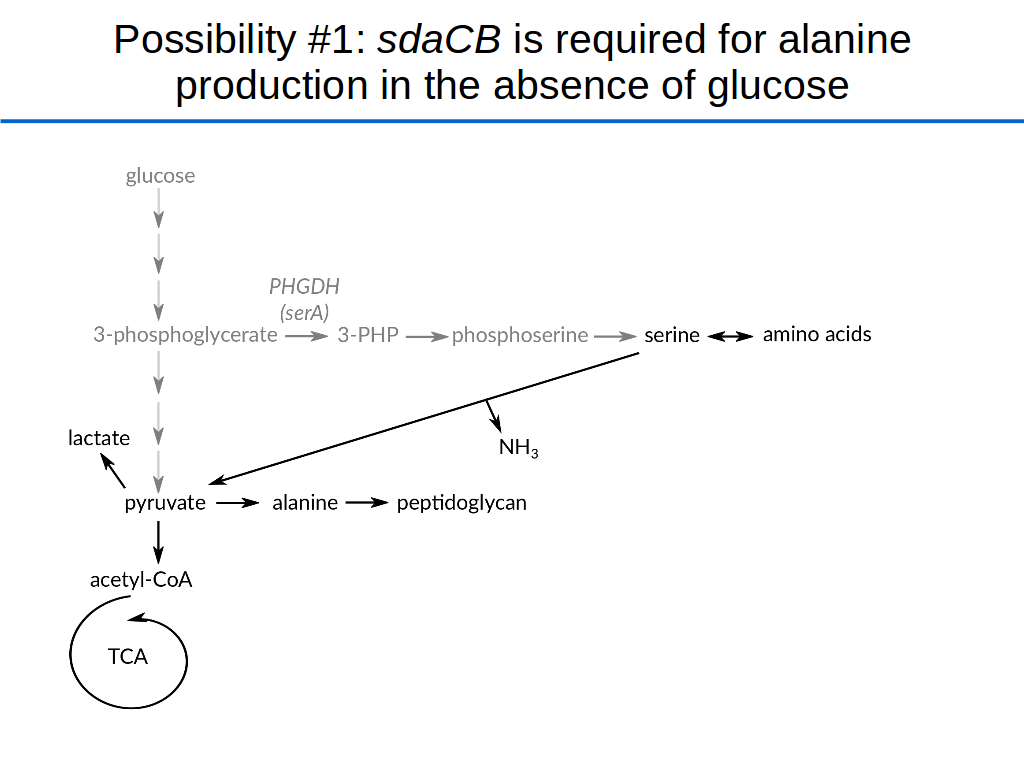 Possibility #1: sdaCB is required for alanine
production in the absence of glucose
glucose
PHGDH
(serA)
3-phosphoglycerate 3-PHP phosphoserine serine amino acids
lactate
NH₃
pyruvate alanine peptidoglycan
acetyl-CoA
TCA